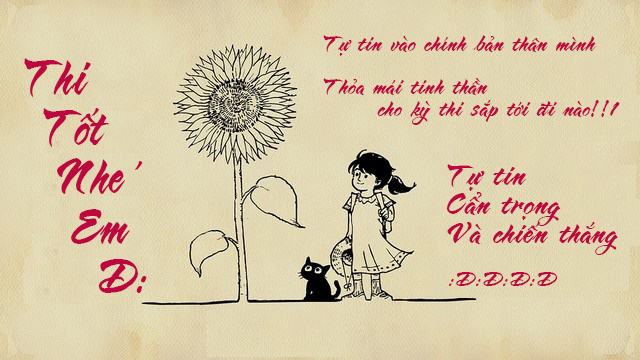 Thi
Tốt
Nhé
Em
Đ:
Tự tin vào chính bản thân mình
Thỏa mái tinh thần
cho kỳ thi sắp tới đi nào!!!
Tự tin
Cẩn trọng
Và chiến thắng
:Đ:Đ:Đ:Đ